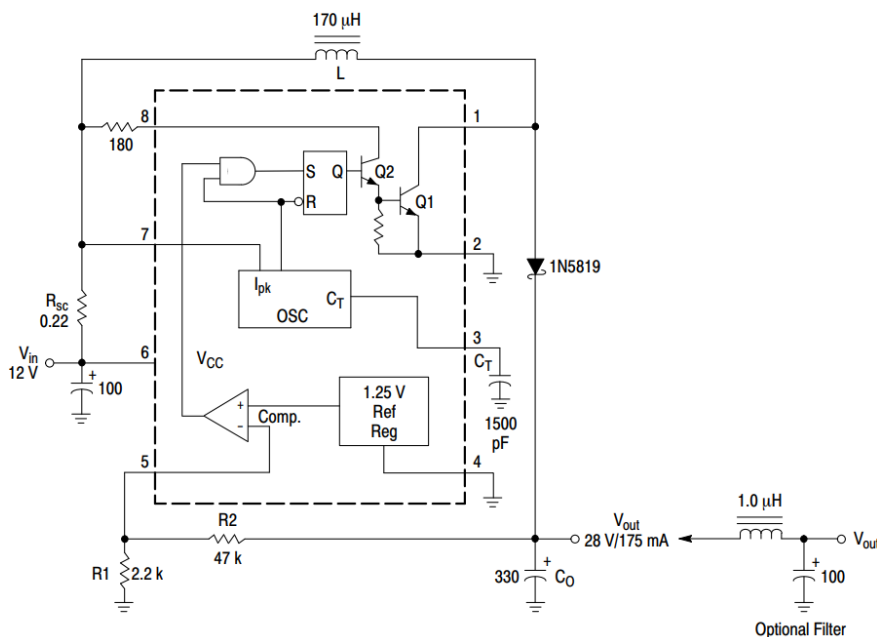 170 μH
L
8
1
180
S
Q
Q2
R
Q1
7
2
Ipk
CT
OSC
1N5819
Rsc
0.22
3
CT
Vin
12 V
6
VCC
+
100
1500
pF
+
-
Comp.
1.25 V
Ref
Reg
5
4
R2
47 k
Vout
28 V/175 mA
1.0 μH
Vout
R1
2.2 k
330
+
CO
+
100
Optional Filter